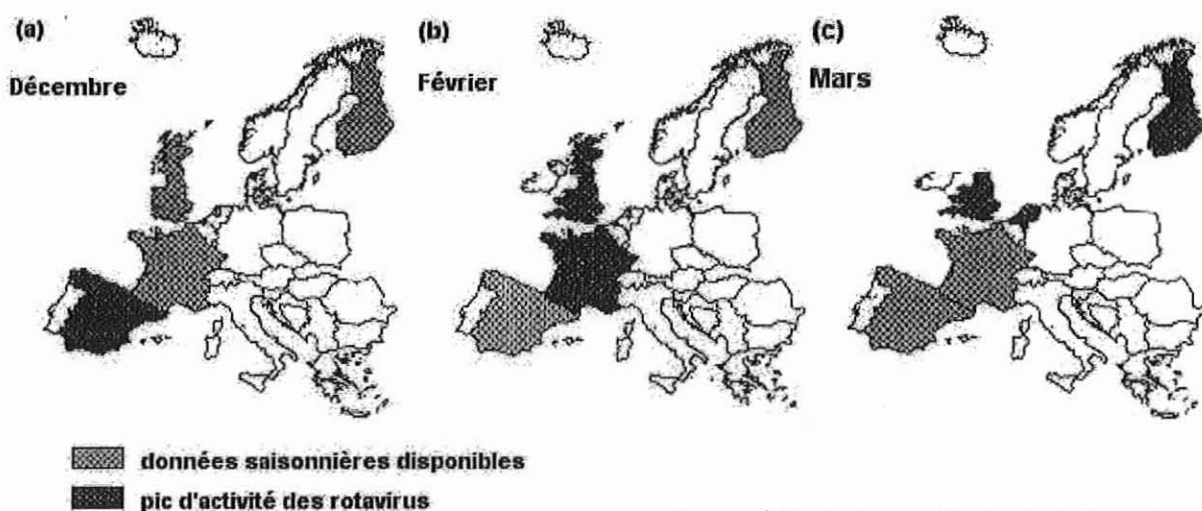 (a)
Décembre
(b)
Février
(c)
Mars
données saisonnières disponibles
pic d'activité des rotavirus